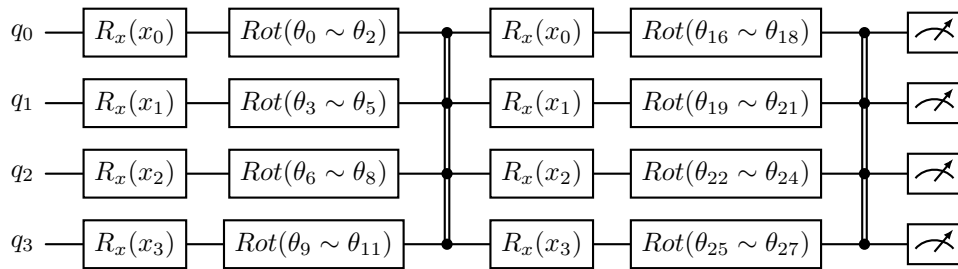 q₀ Rₓ(x₀) Rot(θ₀ ∼ θ₂) Rₓ(x₀) Rot(θ₁₆ ∼ θ₁₈)
q₁ Rₓ(x₁) Rot(θ₃ ∼ θ₅) Rₓ(x₁) Rot(θ₁₉ ∼ θ₂₁)
q₂ Rₓ(x₂) Rot(θ₆ ∼ θ₈) Rₓ(x₂) Rot(θ₂₂ ∼ θ₂₄)
q₃ Rₓ(x₃) Rot(θ₉ ∼ θ₁₁) Rₓ(x₃) Rot(θ₂₅ ∼ θ₂₇)